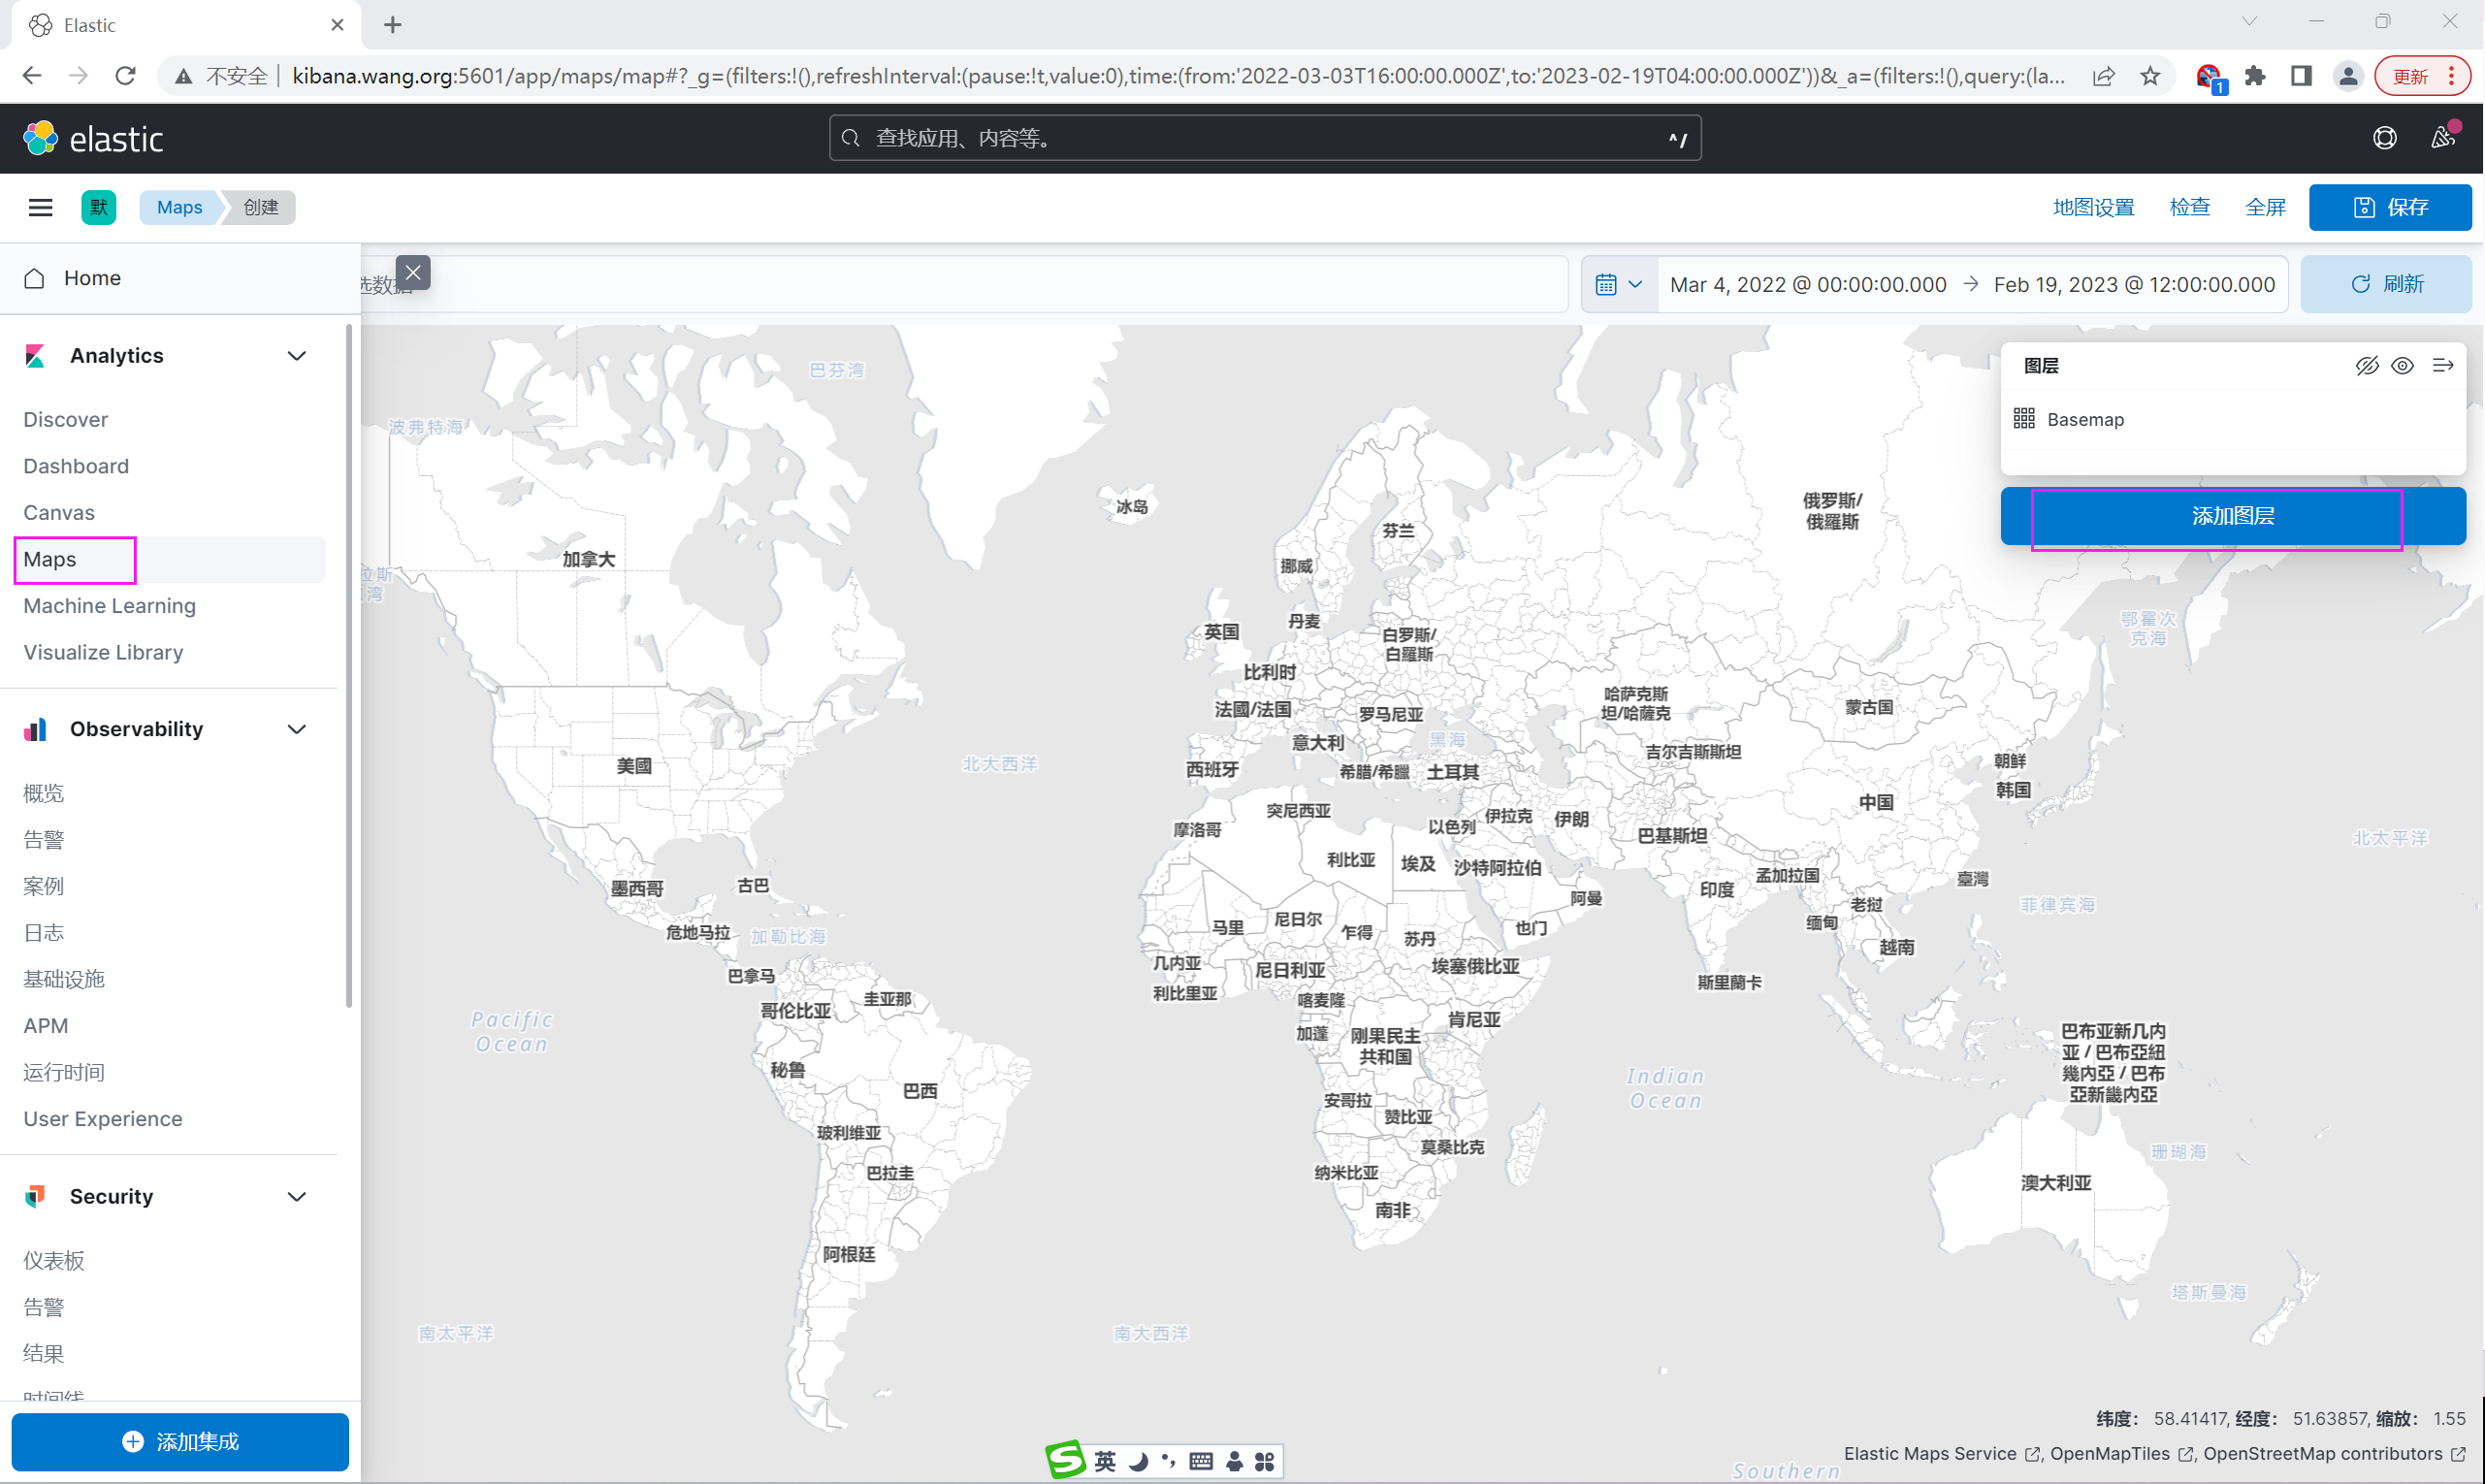 Elastic
不安全
kibana.wang.org:5601/app/maps/map#?_g=(filters:!(),refreshInterval:(pause:!t,value:0),time:(from:'2022-03-03T16:00:00.000Z',to:'2023-02-19T04:00:00.000Z'))&_a=(filters:!(),query:(la...
1
更新
elastic
查找应用、内容等。
^/
默
Maps
创建
地图设置
检查
全屏
保存
Home
选数据
Mar 4, 2022 @ 00:00:00.000
Feb 19, 2023 @ 12:00:00.000
刷新
Analytics
Discover
Dashboard
Canvas
Maps
Machine Learning
Visualize Library
Observability
概览
告警
案例
日志
基础设施
APM
运行时间
User Experience
Security
仪表板
告警
结果
时间线
添加集成
图层
Basemap
添加图层
巴芬湾
波弗特海
冰岛
俄罗斯/
俄羅斯
芬兰
加拿大
挪威
拉斯
湾
鄂霍次
克海
丹麦
英国
白罗斯/
白羅斯
比利时
哈萨克斯
坦/哈薩克
蒙古国
法國/法国
罗马尼亚
黑海
意大利
吉尔吉斯斯坦
北大西洋
美國
朝鲜
西班牙
希腊/希臘
土耳其
韩国
中国
突尼西亚
伊拉克
伊朗
摩洛哥
以色列
巴基斯坦
北太平洋
利比亚
埃及
沙特阿拉伯
孟加拉国
臺灣
墨西哥
古巴
印度
阿曼
老挝
菲律宾海
马里
尼日尔
乍得
苏丹
也门
缅甸
危地马拉
加勒比海
越南
几内亚
尼日利亚
埃塞俄比亚
巴拿马
斯里蘭卡
利比里亚
喀麦隆
圭亚那
哥伦比亚
Pacific
Ocean
肯尼亚
加蓬
刚果民主
共和国
巴布亚新几内
亚 / 巴布亞紐
幾內亞 / 巴布
亞新畿內亞
秘鲁
巴西
Indian
Ocean
安哥拉
赞比亚
玻利维亚
莫桑比克
珊瑚海
巴拉圭
纳米比亚
澳大利亚
南非
阿根廷
塔斯曼海
南太平洋
南大西洋
纬度： 58.41417, 经度： 51.63857, 缩放： 1.55
Elastic Maps Service , OpenMapTiles , OpenStreetMap contributors
Southern
S 英